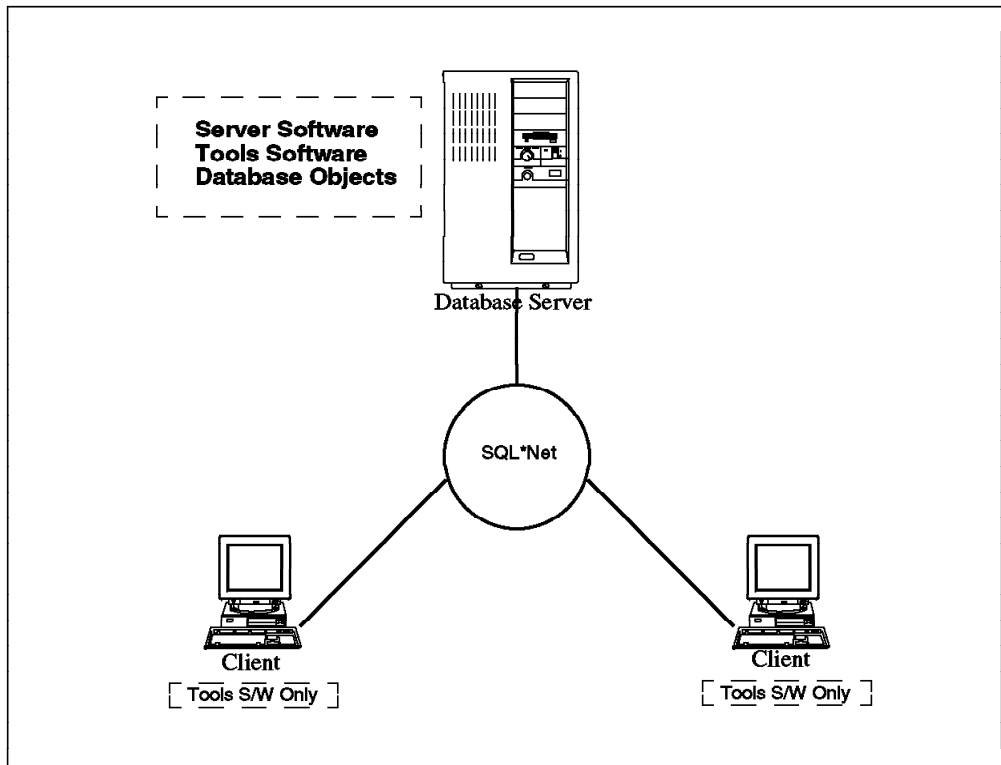 Server Software
Tools Software
Database Objects
Database Server
SQL*Net
Client
Tools S/W Only
Client
Tools S/W Only